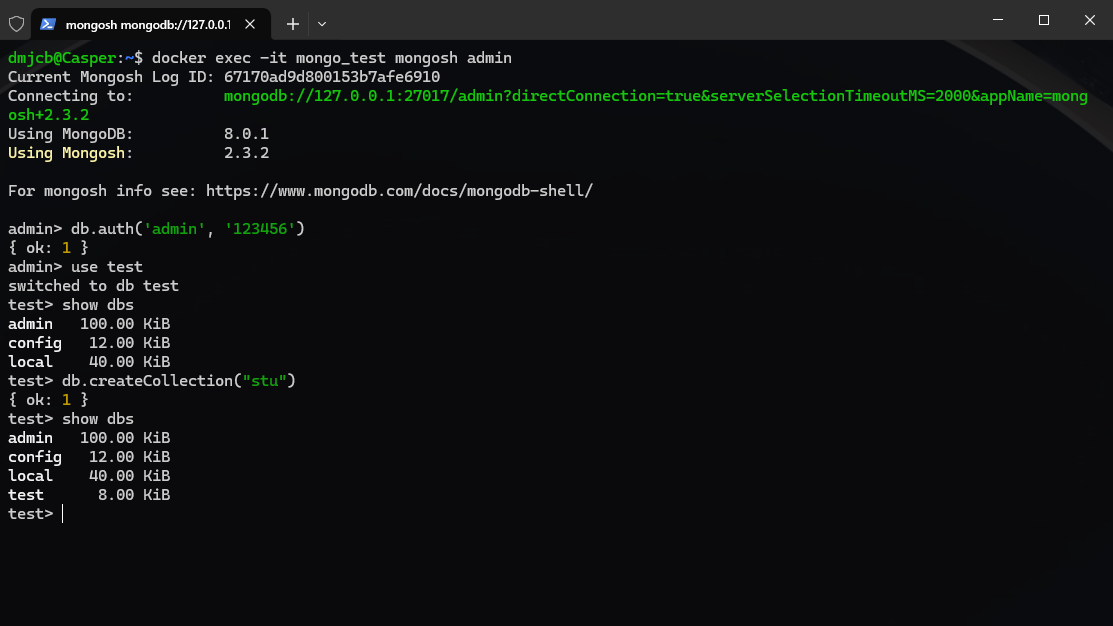 mongosh mongodb://127.0.0.1
dmjcb@Casper:~$ docker exec -it mongo_test mongosh admin
Current Mongosh Log ID: 67170ad9d800153b7afe6910
Connecting to:          mongodb://127.0.0.1:27017/admin?directConnection=true&serverSelectionTimeoutMS=2000&appName=mong
osh+2.3.2
Using MongoDB:          8.0.1
Using Mongosh:          2.3.2
For mongosh info see: https://www.mongodb.com/docs/mongodb-shell/
admin> db.auth('admin', '123456')
{ ok: 1 }
admin> use test
switched to db test
test> show dbs
admin   100.00 KiB
config   12.00 KiB
local    40.00 KiB
test> db.createCollection("stu")
{ ok: 1 }
test> show dbs
admin   100.00 KiB
config   12.00 KiB
local    40.00 KiB
test      8.00 KiB
test>